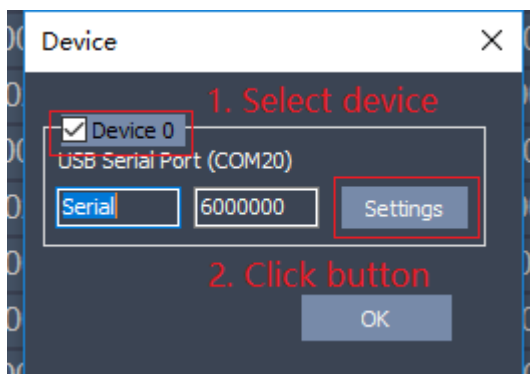 Device
1. Select device
Device 0
USB Serial Port (COM20)
Serial 6000000 Settings
2. Click button
OK